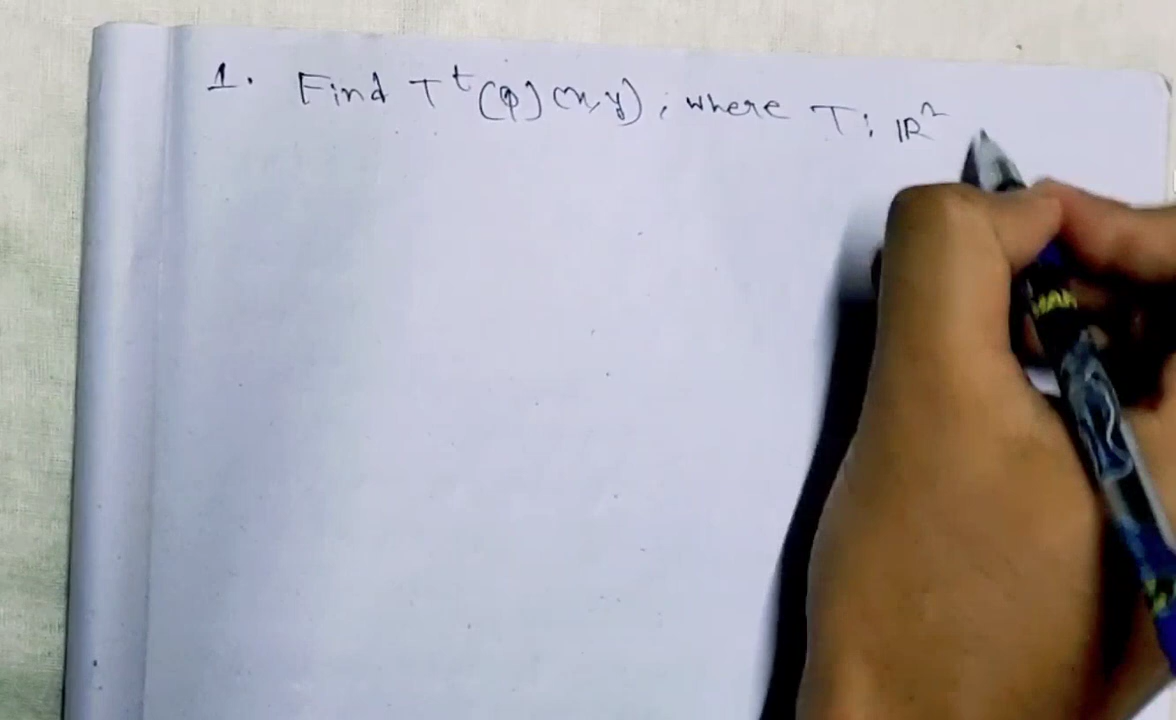 1. Find T^t(φ)(x,y), where T: ℝ²